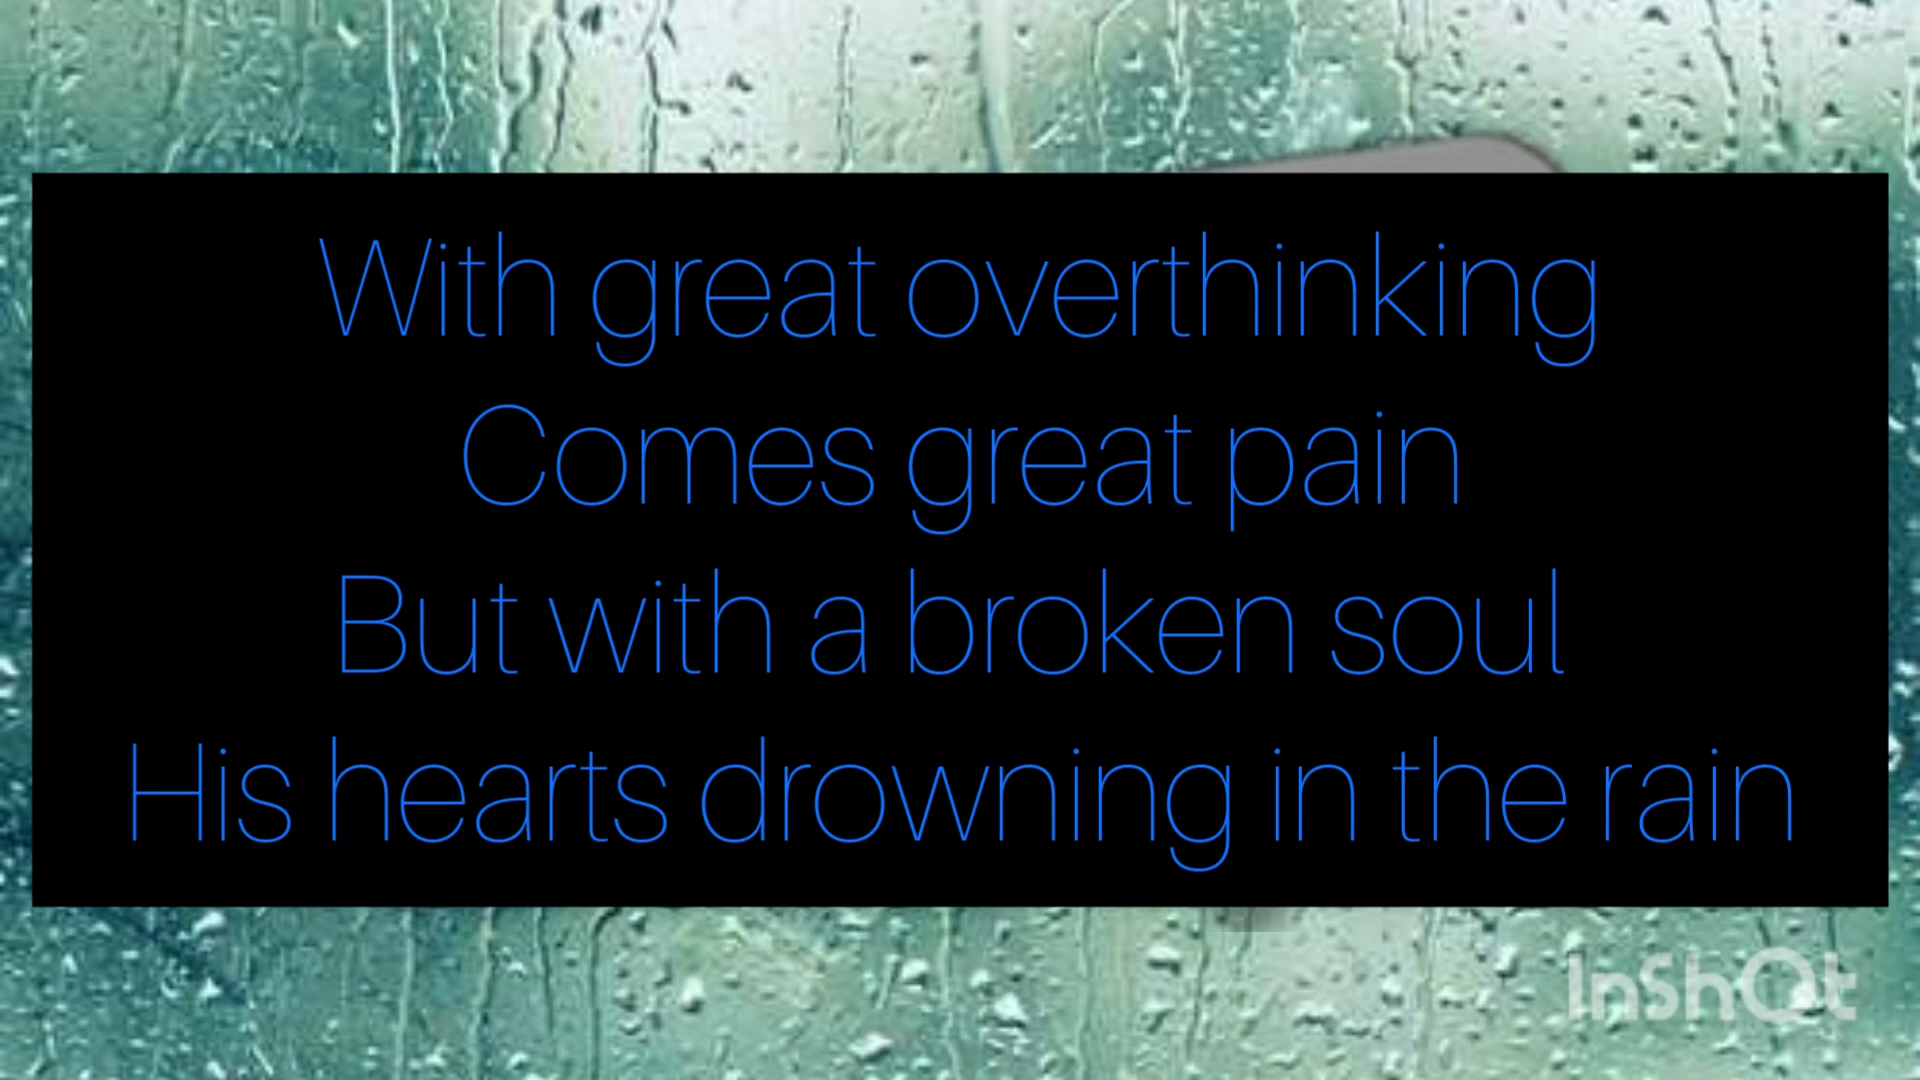 With great overthinking
Comes great pain
But with a broken soul
His hearts drowning in the rain
InShOt